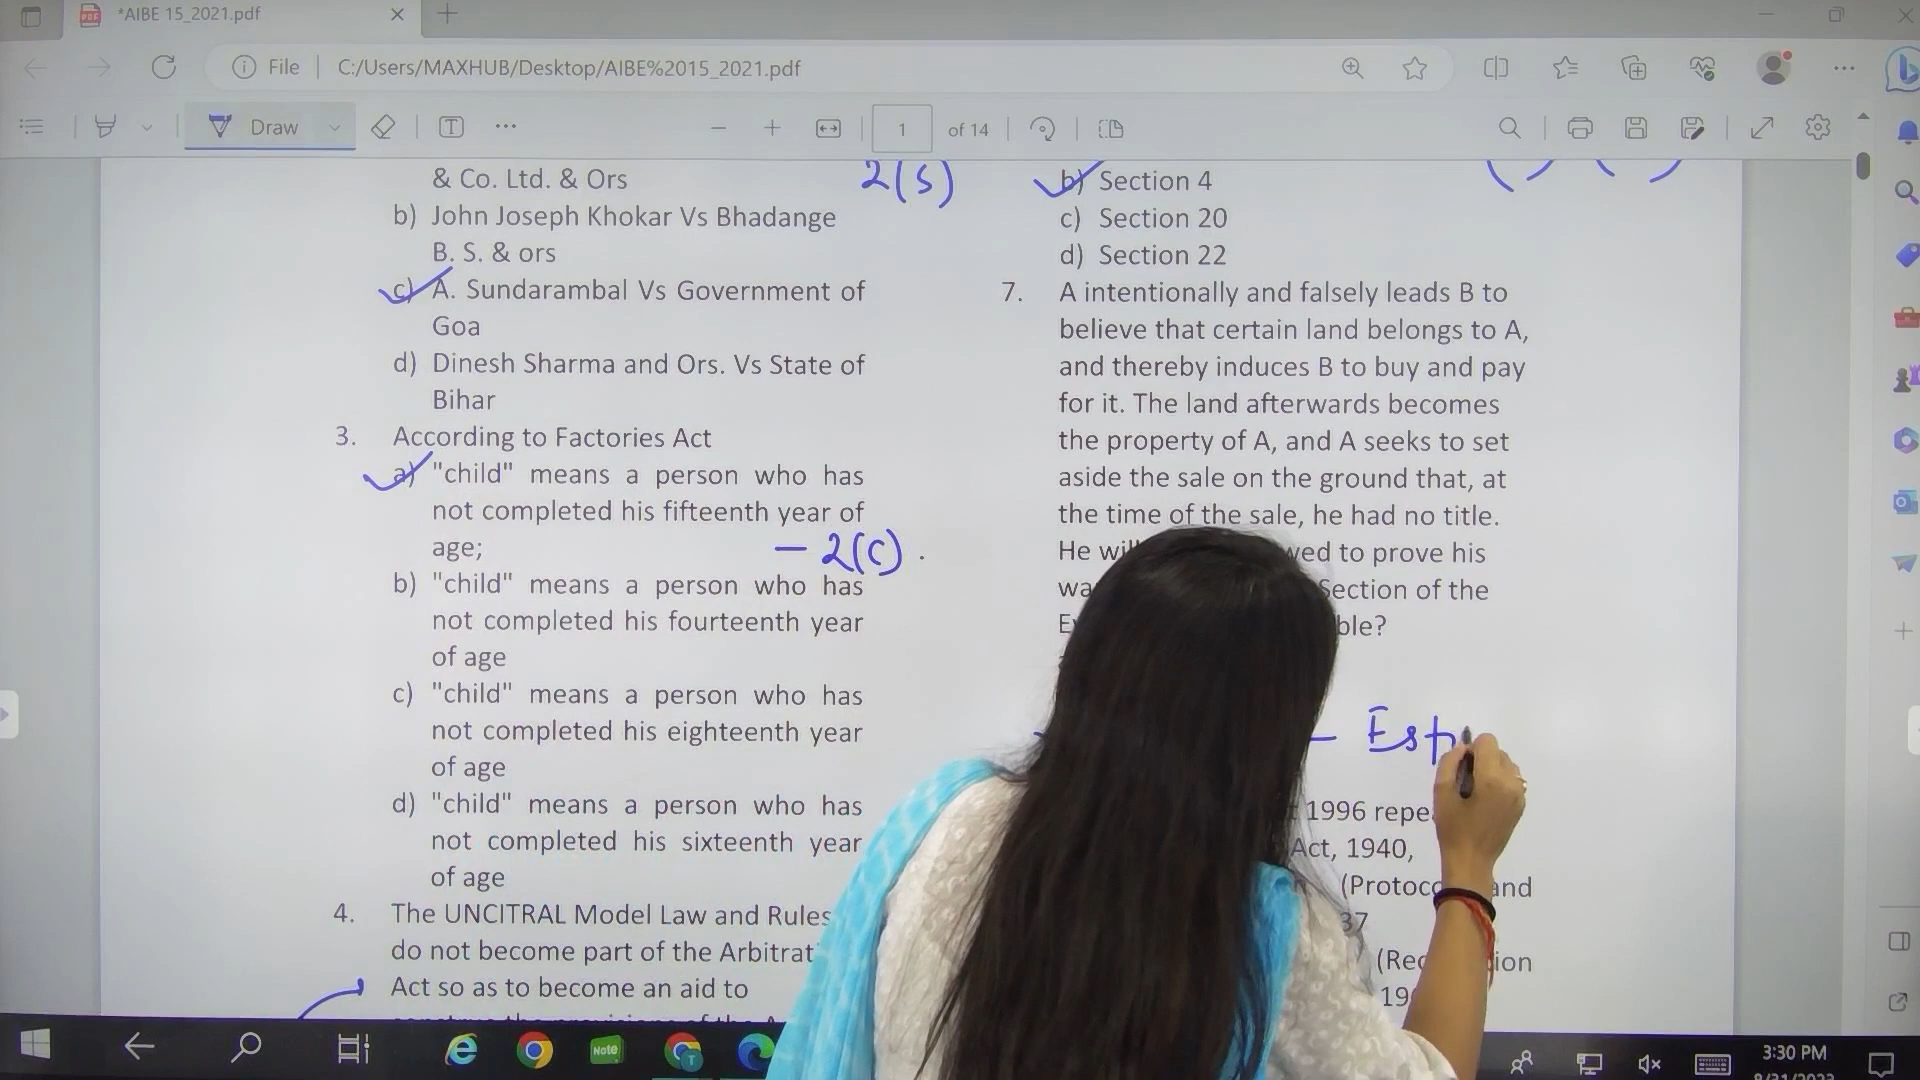 *AIBE 15_2021.pdf
File
C:/Users/MAXHUB/Desktop/AIBE%2015_2021.pdf
Draw
1 of 14
& Co. Ltd. & Ors
2(S)
b) John Joseph Khokar Vs Bhadange
B. S. & ors
c) A. Sundarambal Vs Government of
Goa
d) Dinesh Sharma and Ors. Vs State of
Bihar
3. According to Factories Act
a) "child" means a person who has
not completed his fifteenth year of
age;
- 2(C).
b) "child" means a person who has
not completed his fourteenth year
of age
c) "child" means a person who has
not completed his eighteenth year
of age
d) "child" means a person who has
not completed his sixteenth year
of age
4. The UNCITRAL Model Law and Rules
do not become part of the Arbitrat
Act so as to become an aid to
b) Section 4
c) Section 20
d) Section 22
7. A intentionally and falsely leads B to
believe that certain land belongs to A,
and thereby induces B to buy and pay
for it. The land afterwards becomes
the property of A, and A seeks to set
aside the sale on the ground that, at
the time of the sale, he had no title.
He wil wed to prove his
wa Section of the
ble?
- Estp
1996 repe
Act, 1940,
(Protoco and
37
(Rec ion
19
Note
3:30 PM